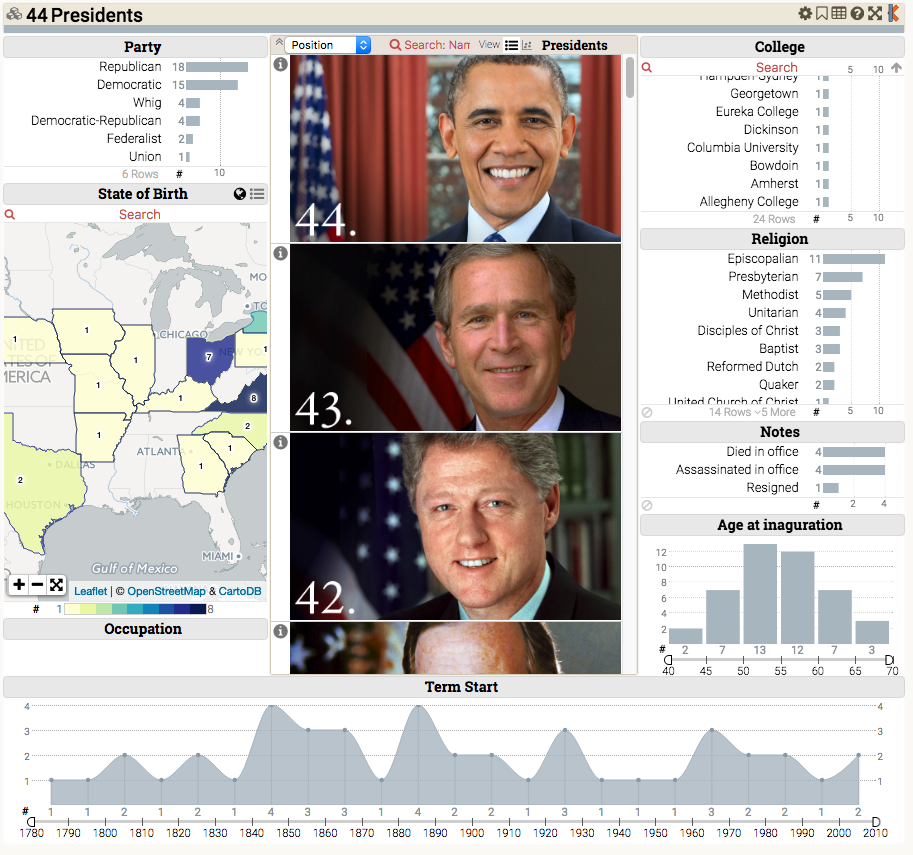 44 Presidents
Party
Republican 18
Democratic 15
Whig 4
Democratic-Republican 4
Federalist 2
Union 1
6 Rows # 10
State of Birth
Search
MO
TO
CHICAGO
NEW YO
UNITED
TES OF
MERICA
1
1
1
1
1
7
1
8
1
2
1
1
2
ATLANTA
DALLAS
HOUSTON
MIAMI
Gulf of Mexico
+ −
Leaflet | © OpenStreetMap & CartoDB
# 1 8
Occupation
Position Search: Nam View Presidents
44.
43.
42.
College
Search 5 10
Hampden-Sydney 1
Georgetown 1
Eureka College 1
Dickinson 1
Columbia University 1
Bowdoin 1
Amherst 1
Allegheny College 1
24 Rows # 5 10
Religion
Episcopalian 11
Presbyterian 7
Methodist 5
Unitarian 4
Disciples of Christ 3
Baptist 3
Reformed Dutch 2
Quaker 2
United Church of Christ 1
14 Rows 5 More # 5 10
Notes
Died in office 4
Assassinated in office 4
Resigned 1
# 2 4
Age at inaguration
12
10
8
6
4
2
# 2 7 13 12 7 3
40 45 50 55 60 65 70
Term Start
4 4
3 3
2 2
1 1
# 1 1 2 1 2 1 4 3 3 1 4 2 2 1 3 1 1 1 3 2 2 1 2
1780 1790 1800 1810 1820 1830 1840 1850 1860 1870 1880 1890 1900 1910 1920 1930 1940 1950 1960 1970 1980 1990 2000 2010